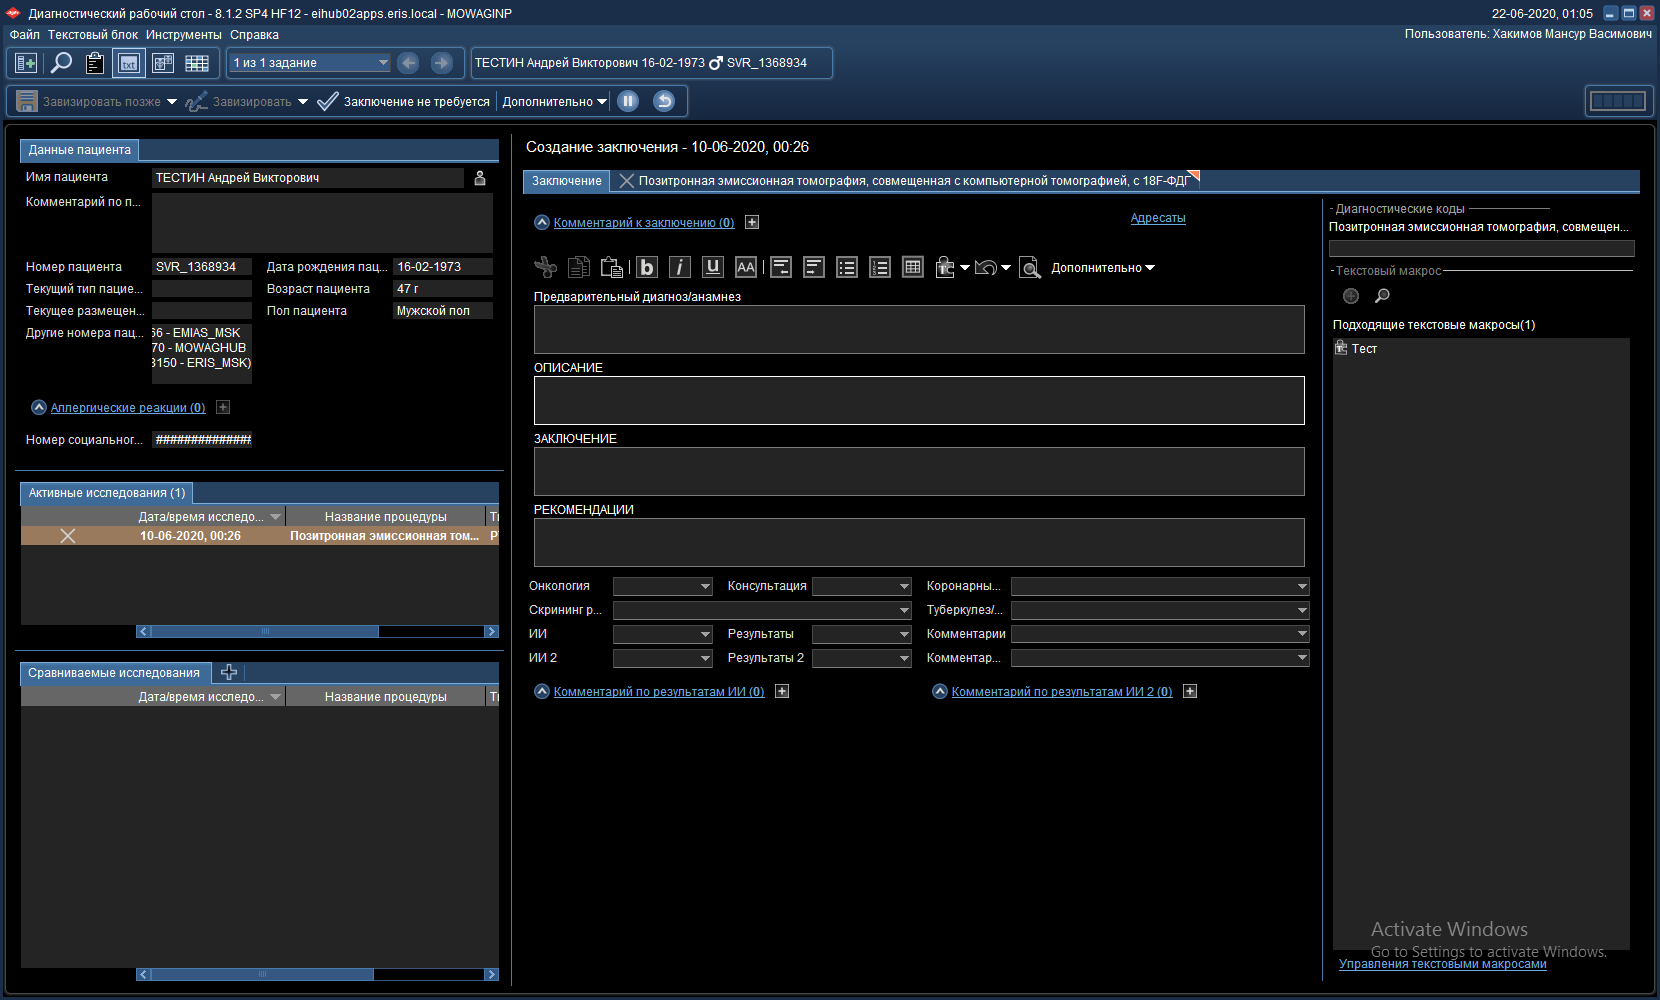 Диагностический рабочий стол - 8.1.2 SP4 HF12 - eihub02apps.eris.local - MOWAGINP
22-06-2020, 01:05
Файл Текстовый блок Инструменты Справка
Пользователь: Хакимов Мансур Васимович
1 из 1 задание
ТЕСТИН Андрей Викторович 16-02-1973 ♂ SVR_1368934
Завизировать позже Завизировать Заключение не требуется Дополнительно
Данные пациента
Имя пациента ТЕСТИН Андрей Викторович
Комментарий по п...
Номер пациента SVR_1368934 Дата рождения пац... 16-02-1973
Текущий тип пацие... Возраст пациента 47 г
Текущее размещен... Пол пациента Мужской пол
Другие номера пац... 66 - EMIAS_MSK
70 - MOWAGHUB
3150 - ERIS_MSK)
Аллергические реакции (0)
Номер социальног... ##############
Активные исследования (1)
Дата/время исследо... Название процедуры
10-06-2020, 00:26 Позитронная эмиссионная том...
Сравниваемые исследования
Дата/время исследо... Название процедуры
Создание заключения - 10-06-2020, 00:26
Заключение Позитронная эмиссионная томография, совмещенная с компьютерной томографией, с 18F-ФДГ
Комментарий к заключению (0) Адресаты
txt
b i U AA Дополнительно
Предварительный диагноз/анамнез
ОПИСАНИЕ
ЗАКЛЮЧЕНИЕ
РЕКОМЕНДАЦИИ
Онкология Консультация Коронарны...
Скрининг р... Туберкулез/...
ИИ Результаты Комментарии
ИИ 2 Результаты 2 Комментар...
Комментарий по результатам ИИ (0) Комментарий по результатам ИИ 2 (0)
Диагностические коды
Позитронная эмиссионная томография, совмещен...
Текстовый макрос
Подходящие текстовые макросы(1)
Тест
Activate Windows
Go to Settings to activate Windows.
Управления текстовыми макросами